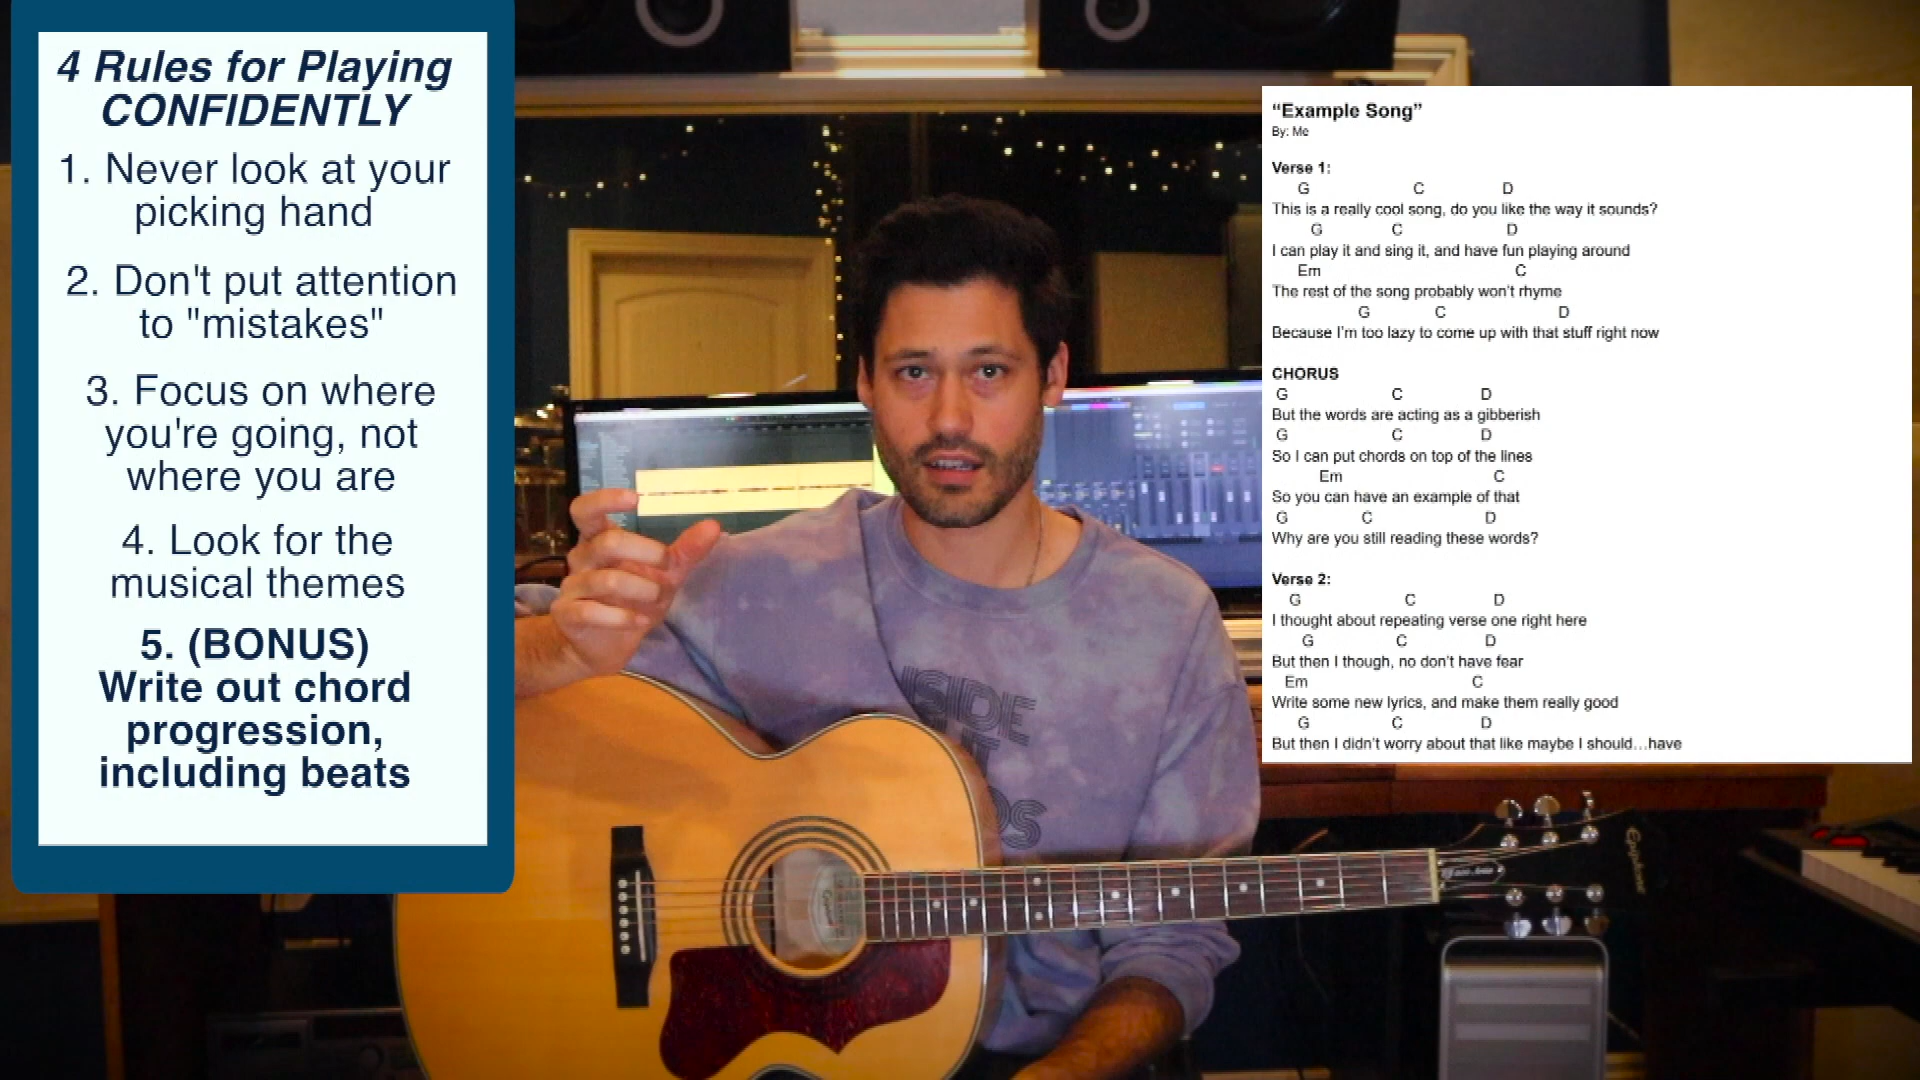 4 Rules for Playing
CONFIDENTLY
1. Never look at your
picking hand
2. Don't put attention
to "mistakes"
3. Focus on where
you're going, not
where you are
4. Look for the
musical themes
5. (BONUS)
Write out chord
progression,
including beats
“Example Song”
By: Me
Verse 1:
G C D
This is a really cool song, do you like the way it sounds?
G C D
I can play it and sing it, and have fun playing around
Em C
The rest of the song probably won’t rhyme
G C D
Because I’m too lazy to come up with that stuff right now
CHORUS
G C D
But the words are acting as a gibberish
G C D
So I can put chords on top of the lines
Em C
So you can have an example of that
G C D
Why are you still reading these words?
Verse 2:
G C D
I thought about repeating verse one right here
G C D
But then I though, no don’t have fear
Em C
Write some new lyrics, and make them really good
G C D
But then I didn’t worry about that like maybe I should…have
Epiphone